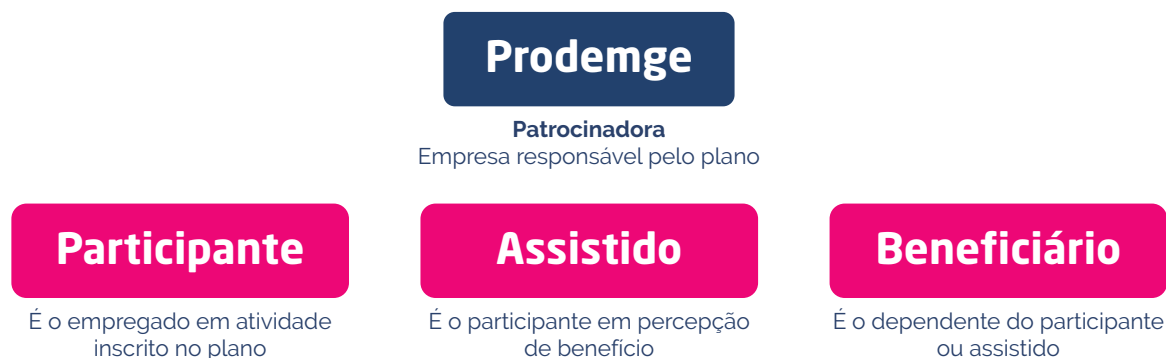 Prodemge
Patrocinadora
Empresa responsável pelo plano
Participante
É o empregado em atividade
inscrito no plano
Assistido
É o participante em percepção
de benefício
Beneficiário
É o dependente do participante
ou assistido